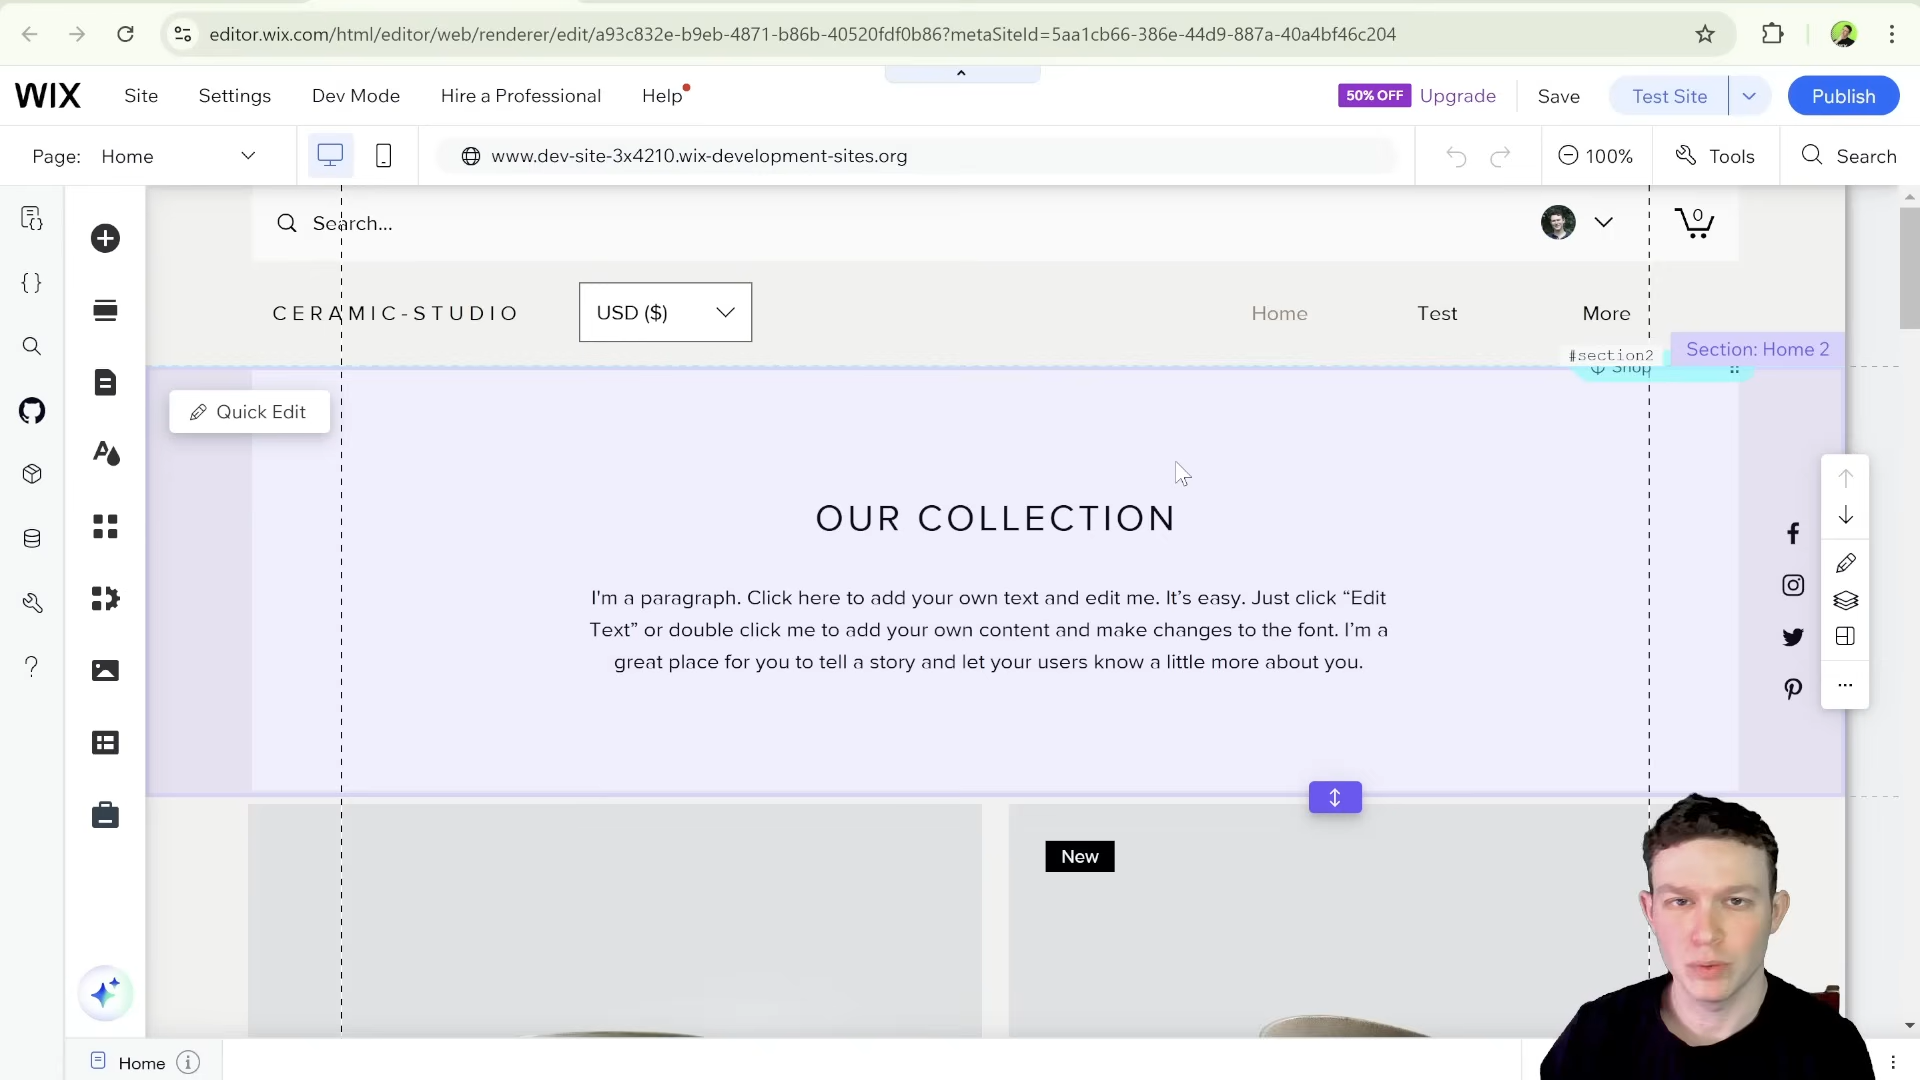 editor.wix.com/html/editor/web/renderer/edit/a93c832e-b9eb-4871-b86b-40520fdf0b86?metaSiteId=5aa1cb66-386e-44d9-887a-40a4bf46c204
WIX Site Settings Dev Mode Hire a Professional Help 50% OFF Upgrade Save Test Site Publish
Page: Home www.dev-site-3x4210.wix-development-sites.org 100% Tools Search
Search... 0
CERAMIC-STUDIO USD ($) Home Test More
#section2 Section: Home 2
Shop
Quick Edit
OUR COLLECTION
I'm a paragraph. Click here to add your own text and edit me. It’s easy. Just click “Edit
Text” or double click me to add your own content and make changes to the font. I’m a
great place for you to tell a story and let your users know a little more about you.
New
Home